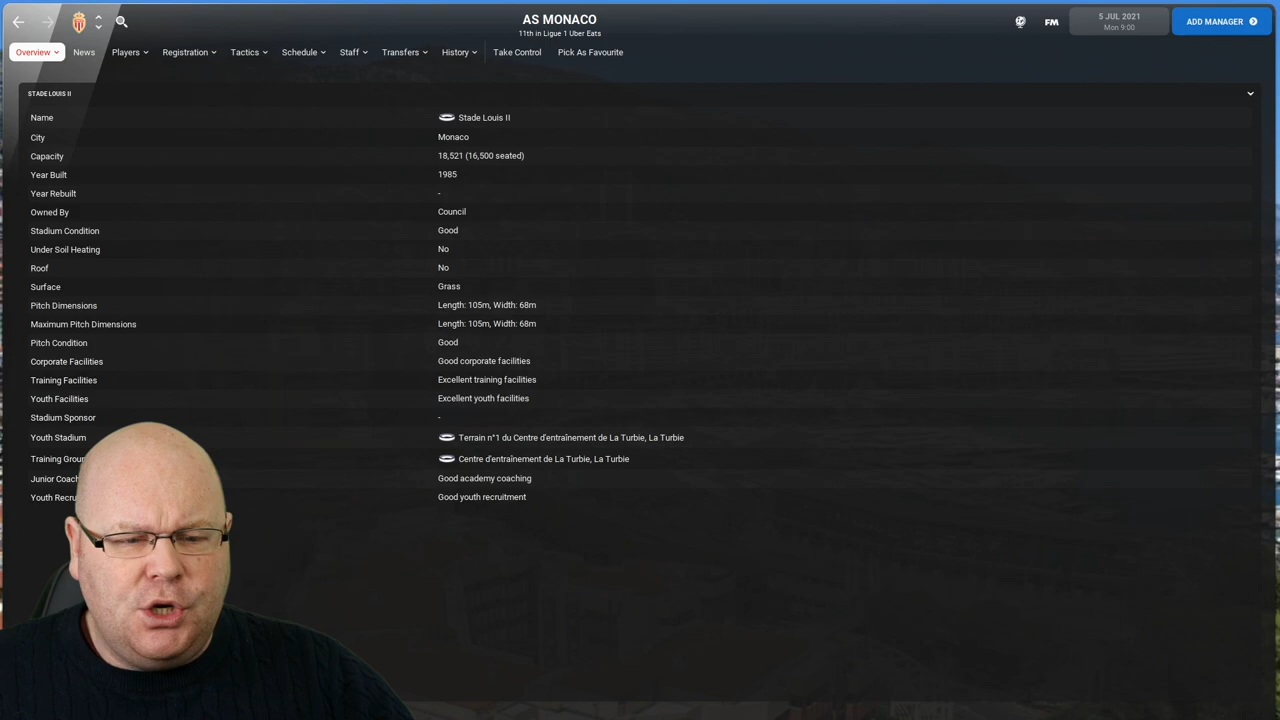 AS MONACO
11th in Ligue 1 Uber Eats
FM
5 JUL 2021
Mon 9:00
ADD MANAGER
Overview News Players Registration Tactics Schedule Staff Transfers History Take Control Pick As Favourite
STADE LOUIS II
Name Stade Louis II
City Monaco
Capacity 18,521 (16,500 seated)
Year Built 1985
Year Rebuilt -
Owned By Council
Stadium Condition Good
Under Soil Heating No
Roof No
Surface Grass
Pitch Dimensions Length: 105m, Width: 68m
Maximum Pitch Dimensions Length: 105m, Width: 68m
Pitch Condition Good
Corporate Facilities Good corporate facilities
Training Facilities Excellent training facilities
Youth Facilities Excellent youth facilities
Stadium Sponsor -
Youth Stadium Terrain n°1 du Centre d'entraînement de La Turbie, La Turbie
Training Groun Centre d'entraînement de La Turbie, La Turbie
Junior Coach Good academy coaching
Youth Recru Good youth recruitment